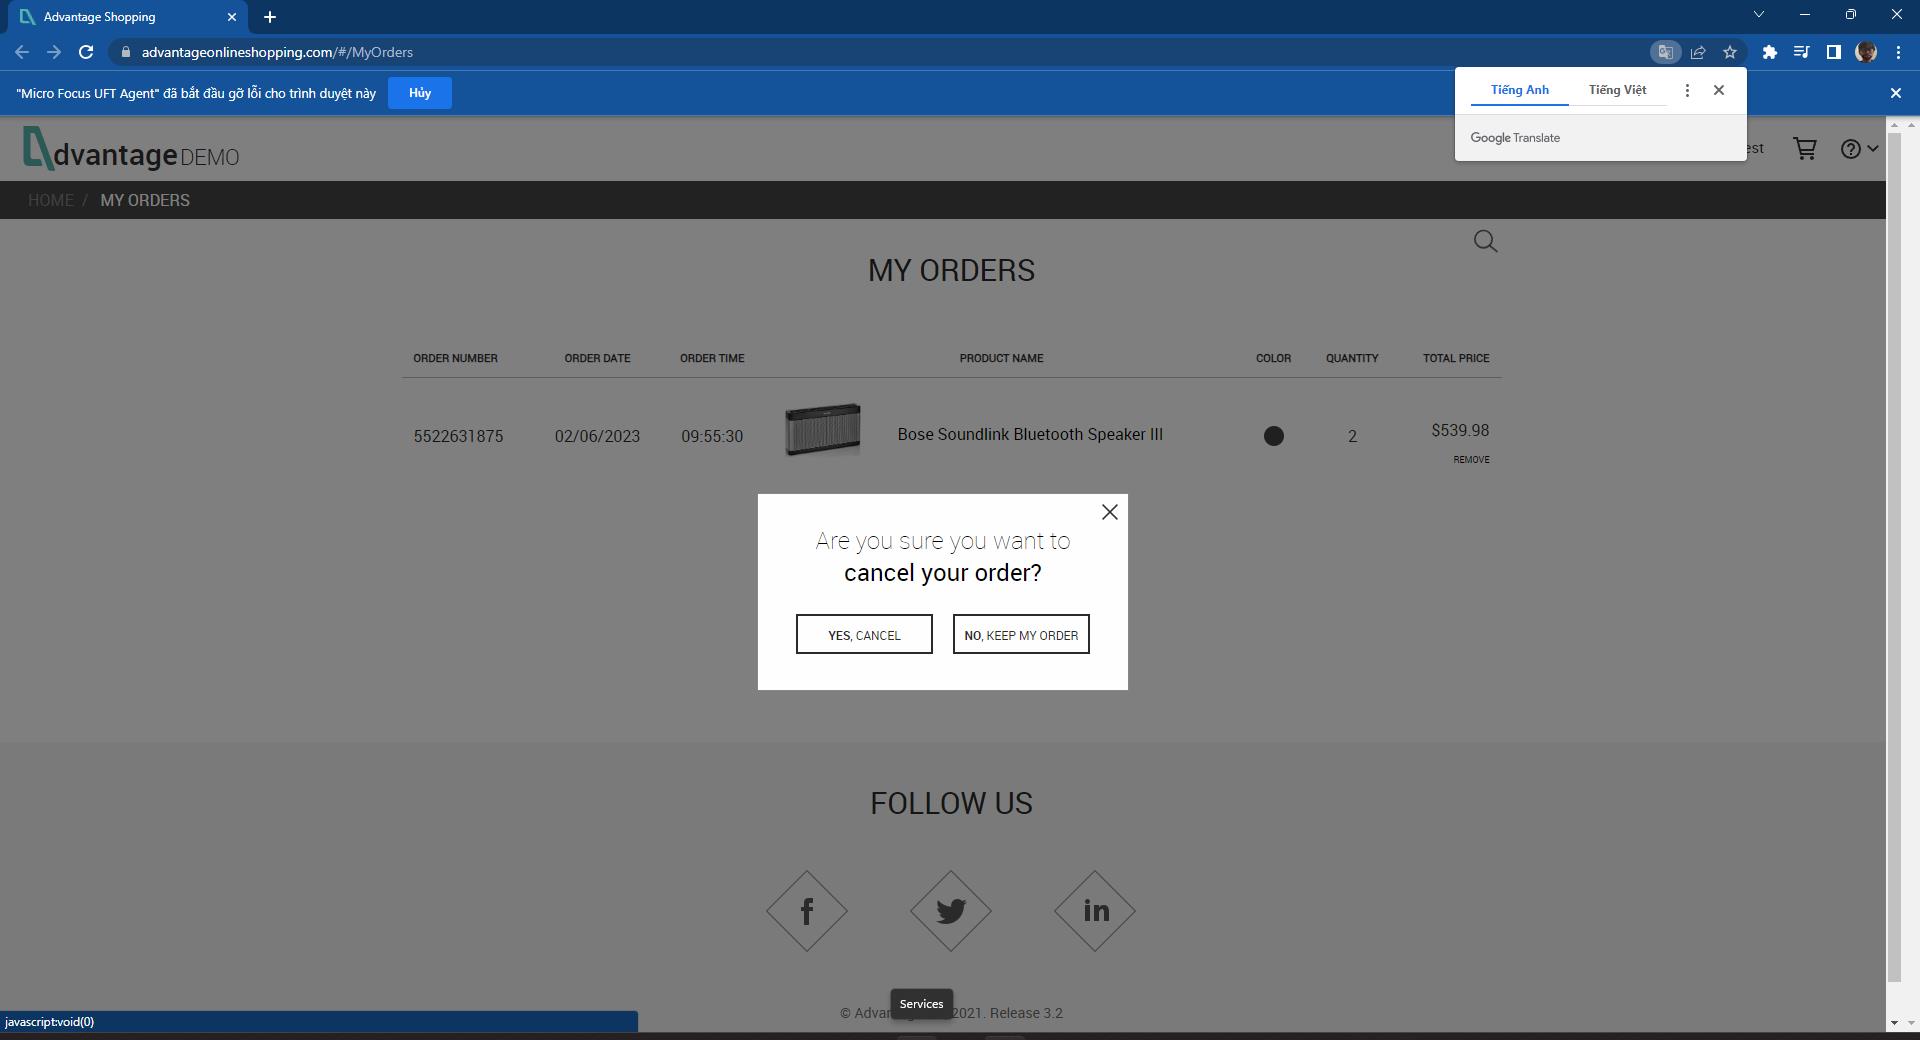 Advantage Shopping
advantageonlineshopping.com/#/MyOrders
"Micro Focus UFT Agent" đã bắt đầu gỡ lỗi cho trình duyệt này
Hủy
Tiếng Anh
Tiếng Việt
Google Translate
dvantage DEMO
est
HOME / MY ORDERS
MY ORDERS
ORDER NUMBER ORDER DATE ORDER TIME PRODUCT NAME COLOR QUANTITY TOTAL PRICE
5522631875 02/06/2023 09:55:30 Bose Soundlink Bluetooth Speaker III 2 $539.98
REMOVE
Are you sure you want to
cancel your order?
YES, CANCEL
NO, KEEP MY ORDER
FOLLOW US
f
in
Services
© Advan 2021. Release 3.2
javascript:void(0)